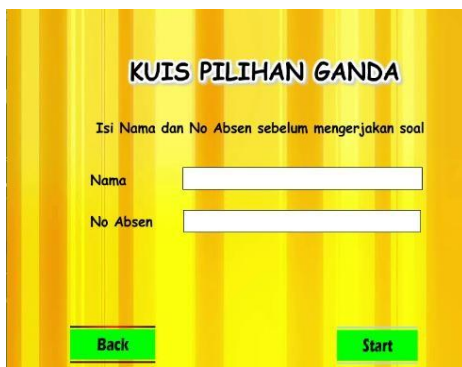 KUIS PILIHAN GANDA
Isi Nama dan No Absen sebelum mengerjakan soal
Nama
No Absen
Back
Start